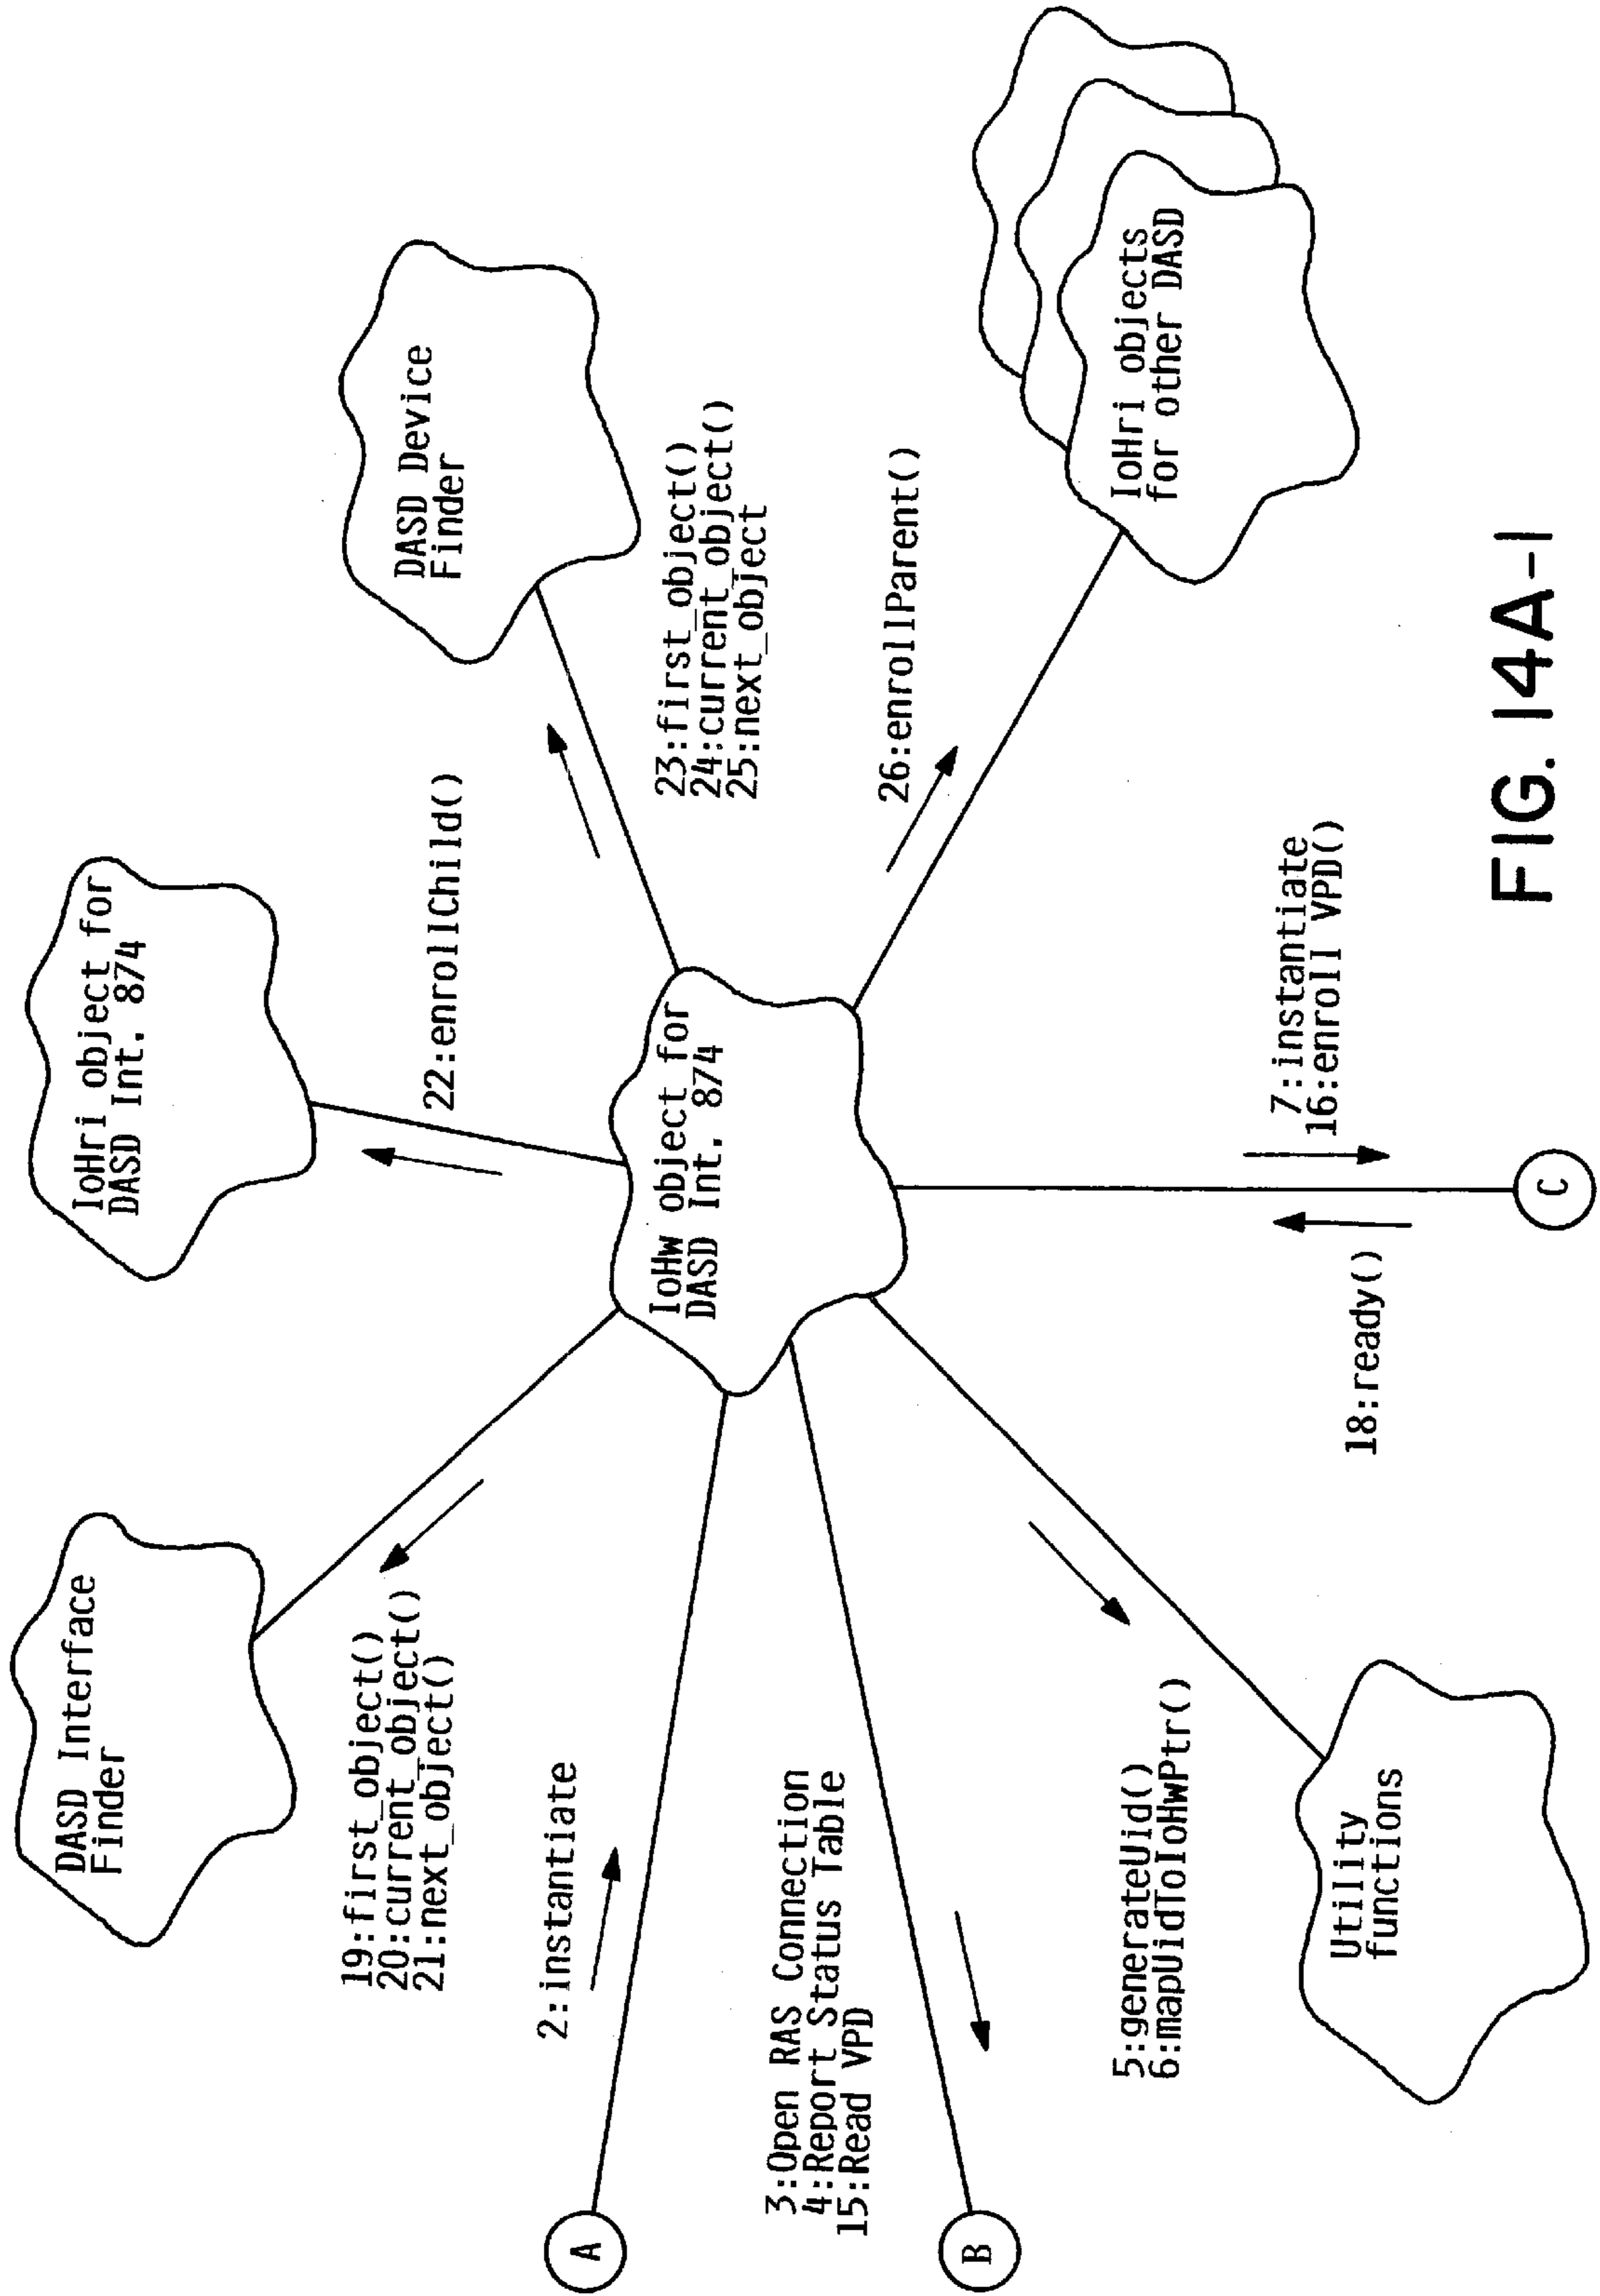 DASD Interface
Finder
IoHri object for
DASD Int. 874
DASD Device
Finder
19:first_object()
20:current_object()
21:next_object()
22:enrollChild()
2:instantiate
A
IoHw object for
DASD Int. 874
23:first_object()
24:current_object()
25:next_object
3:Open RAS Connection
4:Report Status Table
15:Read VPD
26:enrollParent()
B
5:generateUid()
6:mapUidToIoHwPtr()
IoHri objects
for other DASD
Utility
functions
18:ready()
7:instantiate
16:enroll VPD()
C
FIG. 14A-1